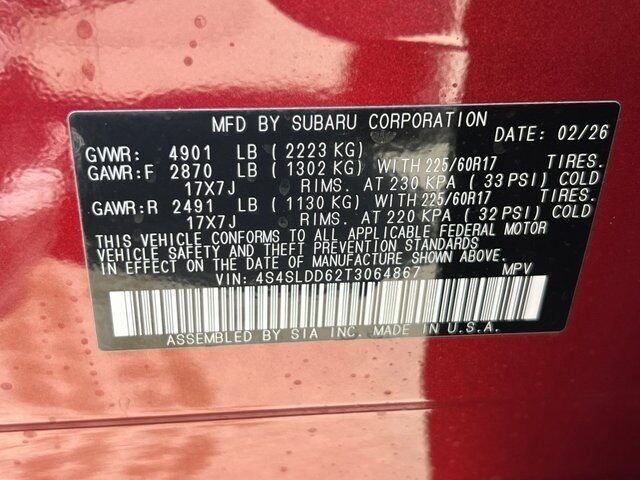 MFD BY SUBARU CORPORATION DATE: 02/26
GVWR: 4901 LB ( 2223 KG)
GAWR:F 2870 LB ( 1302 KG) WITH 225/60R17 TIRES.
17X7J RIMS. AT 230 KPA ( 33 PSI) COLD
GAWR:R 2491 LB ( 1130 KG) WITH 225/60R17 TIRES.
17X7J RIMS. AT 220 KPA ( 32 PSI) COLD
THIS VEHICLE CONFORMS TO ALL APPLICABLE FEDERAL MOTOR
VEHICLE SAFETY AND THEFT PREVENTION STANDARDS
IN EFFECT ON THE DATE OF MANUFACTURE SHOWN ABOVE.
VIN: 4S4SLDD62T3064867 MPV
ASSEMBLED BY SIA INC. MADE IN U.S.A.